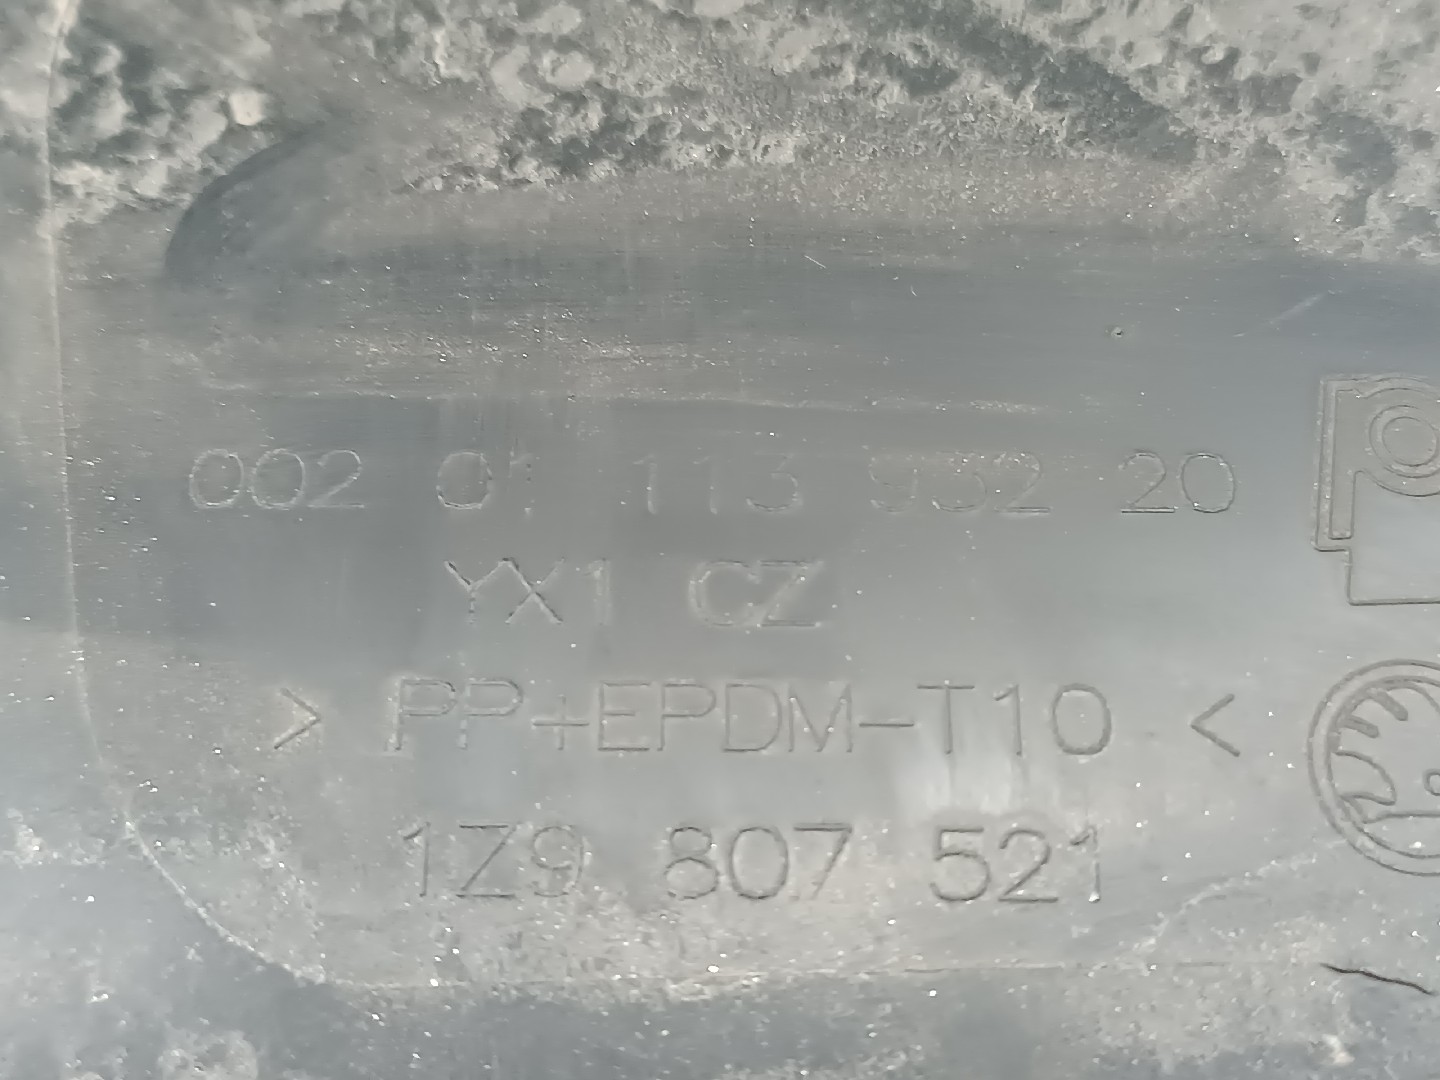 002 01 113 932 20
YX1 CZ
> PP+EPDM-T10 <
1Z9 807 521